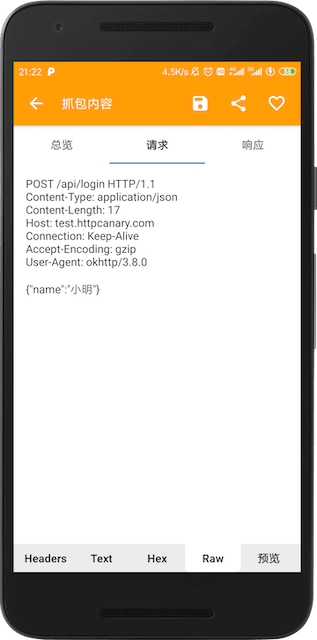 21:22 P 4.5K/s 54
抓包内容
总览 请求 响应
POST /api/login HTTP/1.1
Content-Type: application/json
Content-Length: 17
Host: test.httpcanary.com
Connection: Keep-Alive
Accept-Encoding: gzip
User-Agent: okhttp/3.8.0
{"name":"小明"}
Headers Text Hex Raw 预览